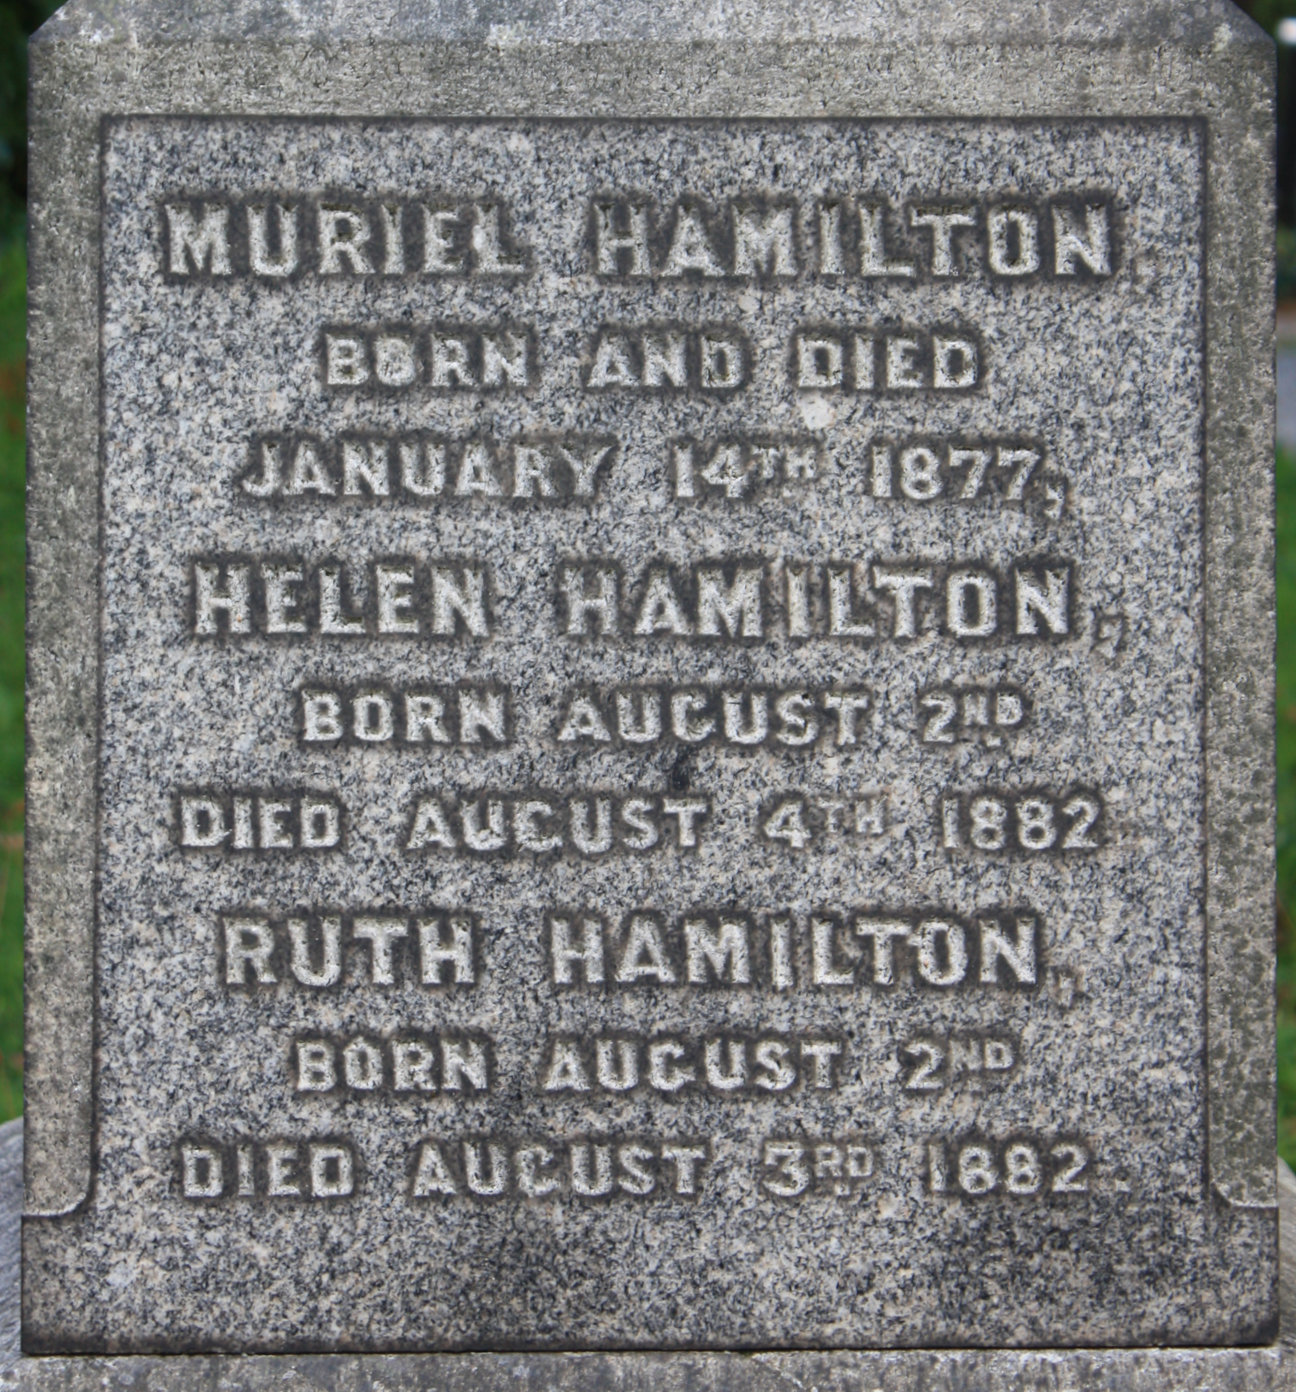 MURIEL HAMILTON.
BORN AND DIED
JANUARY 14TH 1877,
HELEN HAMILTON,
BORN AUGUST 2ND
DIED AUGUST 4TH 1882
RUTH HAMILTON,
BORN AUGUST 2ND
DIED AUGUST 3RD 1882.